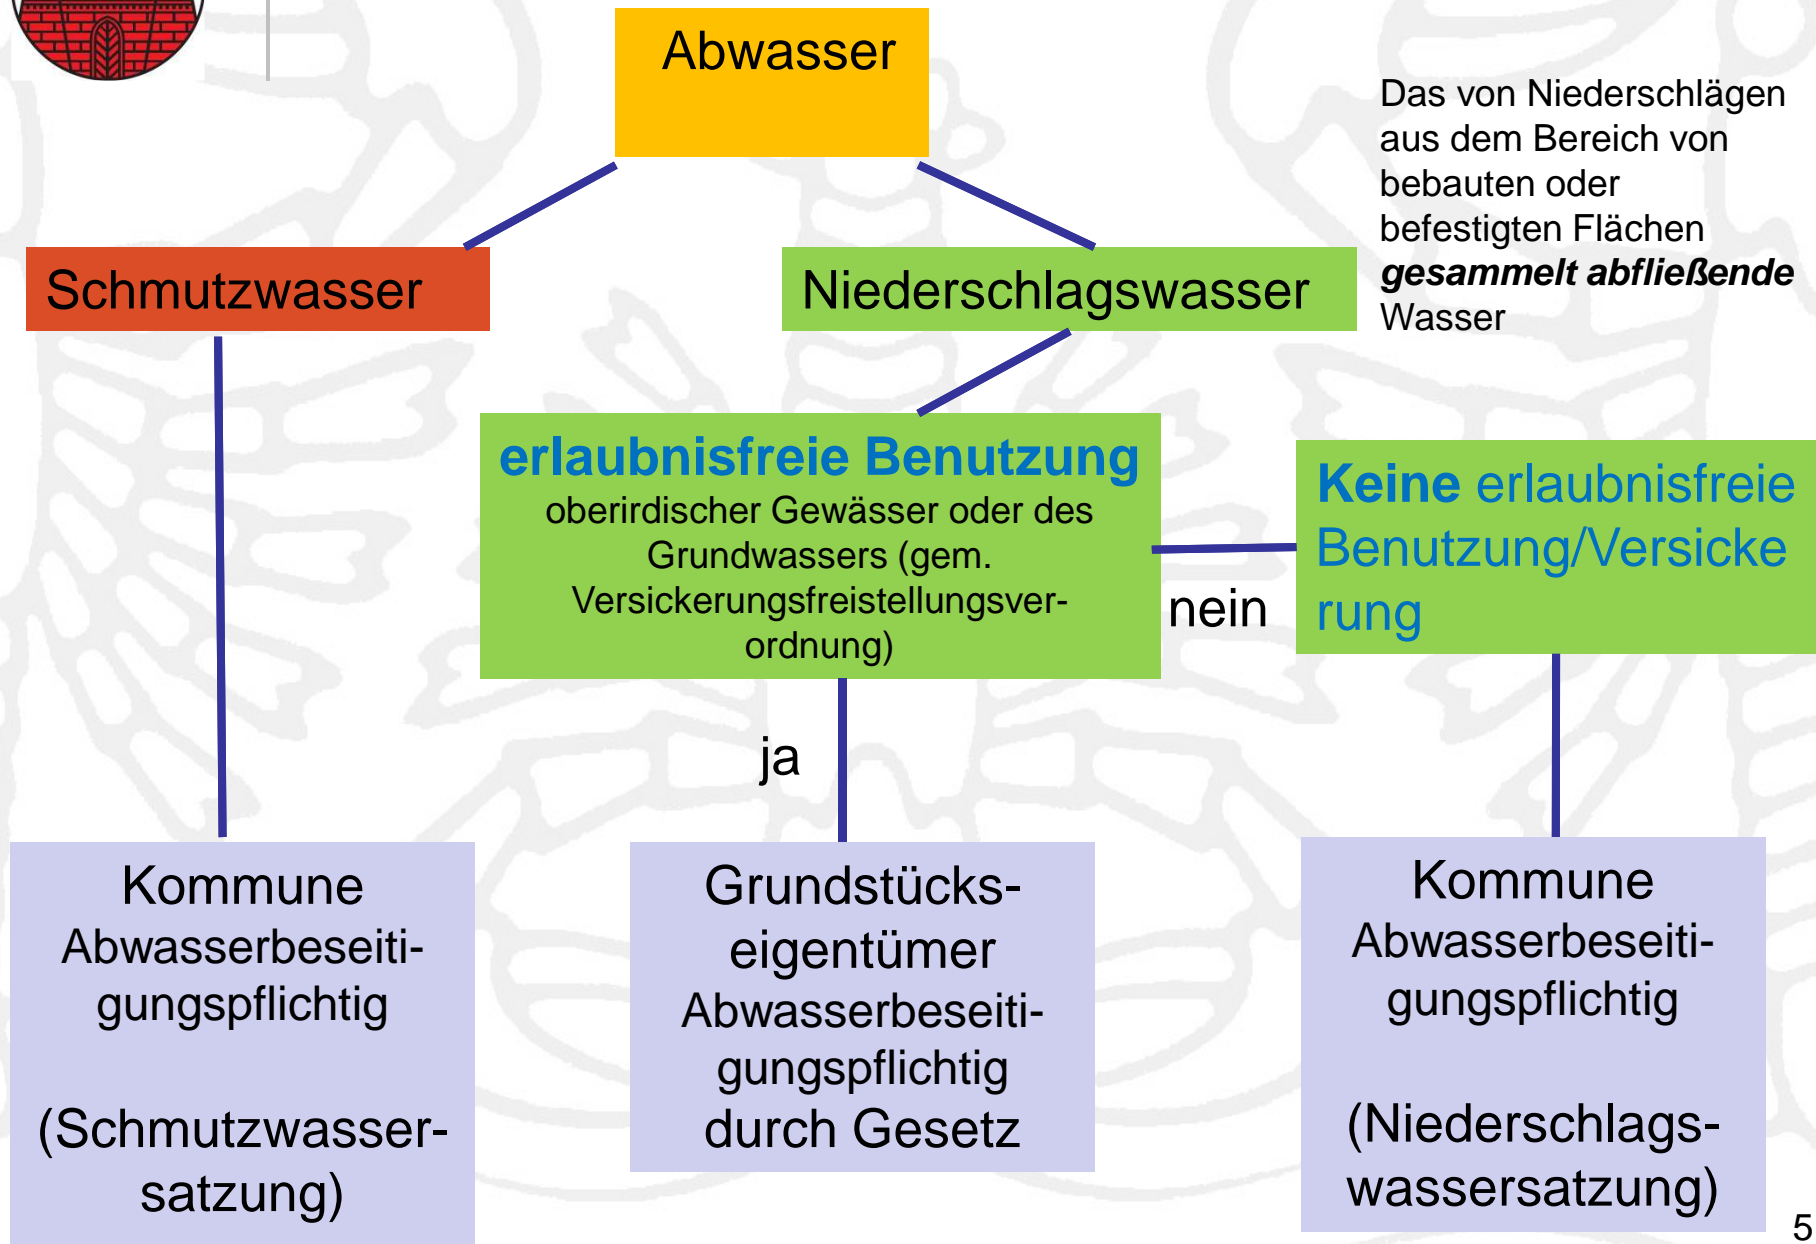 Abwasser
Das von Niederschlägen
aus dem Bereich von
bebauten oder
befestigten Flächen
gesammelt abfließende
Wasser
Schmutzwasser
Niederschlagswasser
erlaubnisfreie Benutzung
oberirdischer Gewässer oder des
Grundwassers (gem.
Versickerungsfreistellungsver-
ordnung)
nein
Keine erlaubnisfreie
Benutzung/Versicke
rung
ja
Kommune
Abwasserbeseiti-
gungspflichtig
(Schmutzwasser-
satzung)
Grundstücks-
eigentümer
Abwasserbeseiti-
gungspflichtig
durch Gesetz
Kommune
Abwasserbeseiti-
gungspflichtig
(Niederschlags-
wassersatzung)
5